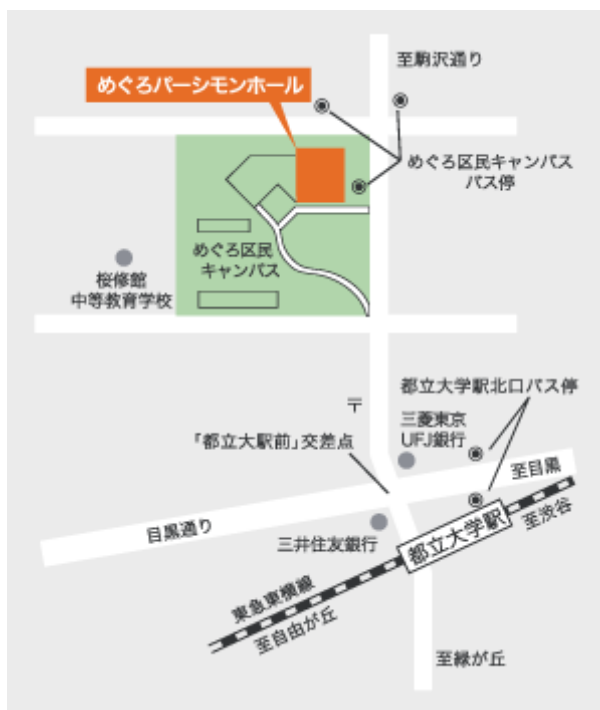 至駒沢通り
めぐろパーシモンホール
めぐろ区民キャンパス
バス停
めぐろ区民
キャンパス
桜修館
中等教育学校
都立大学駅北口バス停
〒
三菱東京
UFJ銀行
「都立大駅前」交差点
至目黒
目黒通り
三井住友銀行
都立大学駅
至渋谷
東急東横線
至自由が丘
至緑が丘